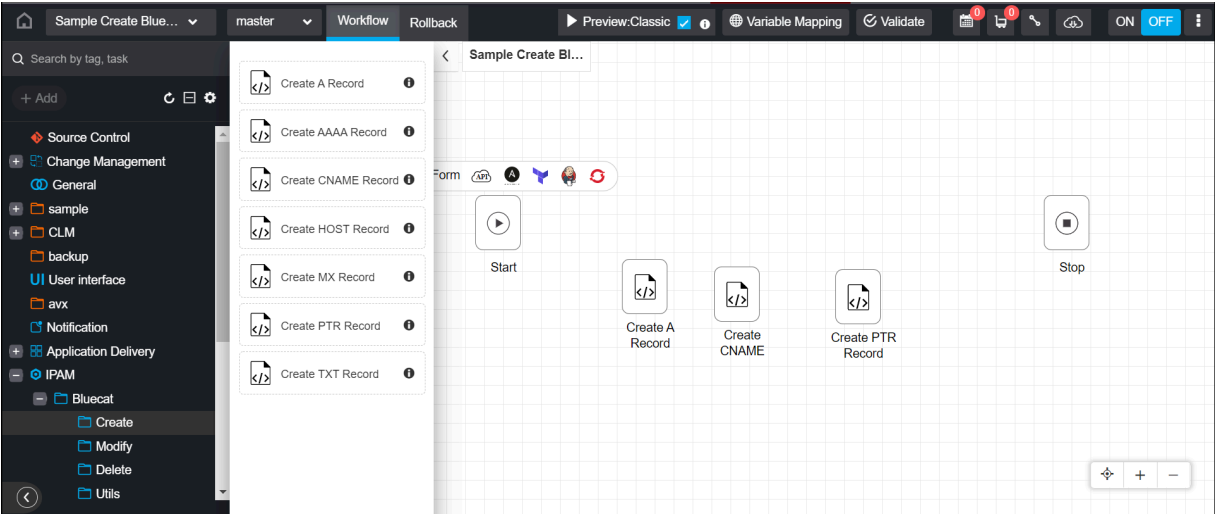 Sample Create Blue...
master
Workflow
Rollback
Preview:Classic
Variable Mapping
Validate
0
0
ON
OFF
Search by tag, task
+ Add
Source Control
Change Management
General
sample
CLM
backup
UI User interface
avx
Notification
Application Delivery
IPAM
Bluecat
Create
Modify
Delete
Utils
Create A Record
Create AAAA Record
Create CNAME Record
Create HOST Record
Create MX Record
Create PTR Record
Create TXT Record
Sample Create Bl...
Form
API
A
Start
Create A
Record
Create
CNAME
Create PTR
Record
Stop